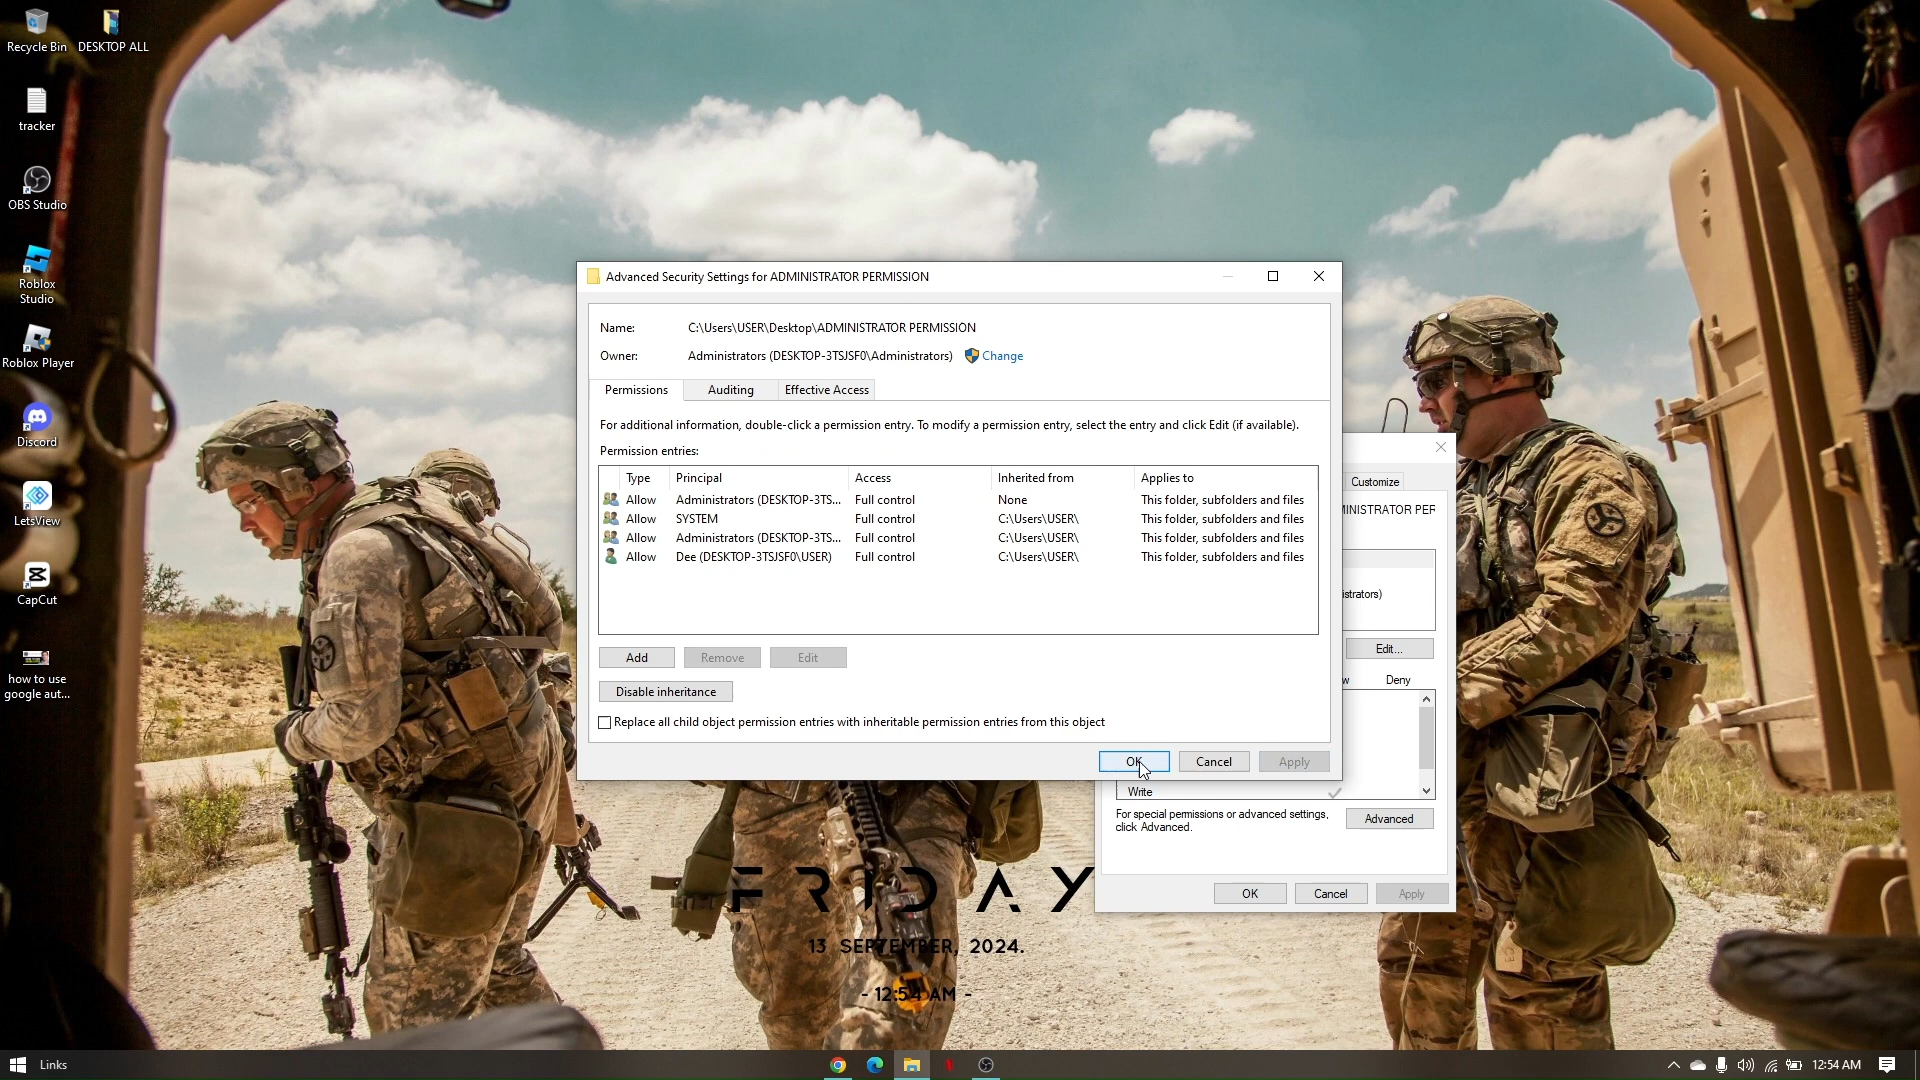 Recycle Bin
DESKTOP ALL
tracker
OBS Studio
Roblox
Studio
Roblox Player
Discord
LetsView
CapCut
how to use
google aut...
Advanced Security Settings for ADMINISTRATOR PERMISSION
Name: C:\Users\USER\Desktop\ADMINISTRATOR PERMISSION
Owner: Administrators (DESKTOP-3TSJSF0\Administrators) Change
Permissions Auditing Effective Access
For additional information, double-click a permission entry. To modify a permission entry, select the entry and click Edit (if available).
Permission entries:
Type Principal Access Inherited from Applies to
Allow Administrators (DESKTOP-3TS... Full control None This folder, subfolders and files
Allow SYSTEM Full control C:\Users\USER\ This folder, subfolders and files
Allow Administrators (DESKTOP-3TS... Full control C:\Users\USER\ This folder, subfolders and files
Allow Dee (DESKTOP-3TSJSF0\USER) Full control C:\Users\USER\ This folder, subfolders and files
Add Remove Edit
Disable inheritance
Replace all child object permission entries with inheritable permission entries from this object
OK Cancel Apply
Customize
MINISTRATOR PER
istrators)
Edit...
w Deny
Write
For special permissions or advanced settings,
click Advanced.
Advanced
OK Cancel Apply
FRIDAY
13 SEPTEMBER, 2024.
- 12:54 AM -
Links
12:54 AM